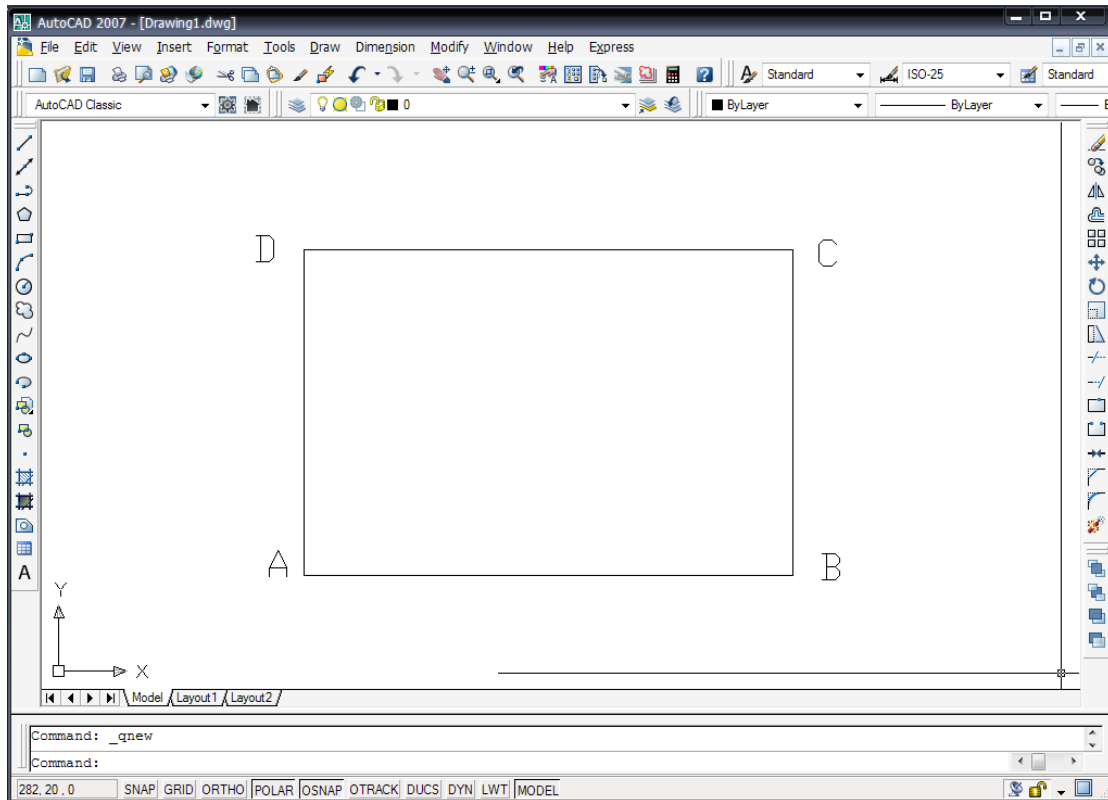 AutoCAD 2007 - [Drawing1.dwg]
File Edit View Insert Format Tools Draw Dimension Modify Window Help Express
Standard ISO-25 Standard
AutoCAD Classic 0 ByLayer ByLayer
D C
A B
Y
X
Model Layout1 Layout2
Command: _qnew
Command:
282, 20 , 0 SNAP GRID ORTHO POLAR OSNAP OTRACK DUCS DYN LWT MODEL